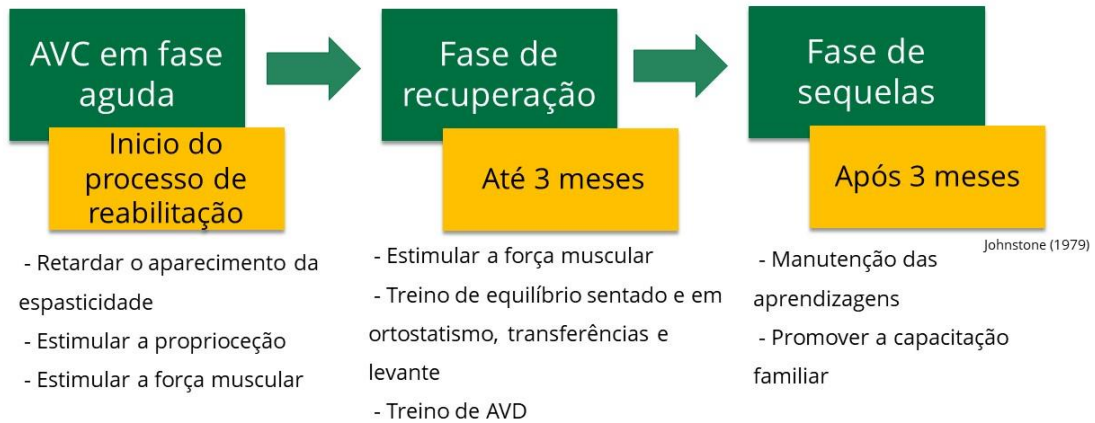 AVC em fase
aguda
Inicio do
processo de
reabilitação
- Retardar o aparecimento da
espasticidade
- Estimular a proprioceção
- Estimular a força muscular
Fase de
recuperação
Até 3 meses
- Estimular a força muscular
- Treino de equilíbrio sentado e em
ortostatismo, transferências e
levante
- Treino de AVD
Fase de
sequelas
Após 3 meses
Johnstone (1979)
- Manutenção das
aprendizagens
- Promover a capacitação
familiar